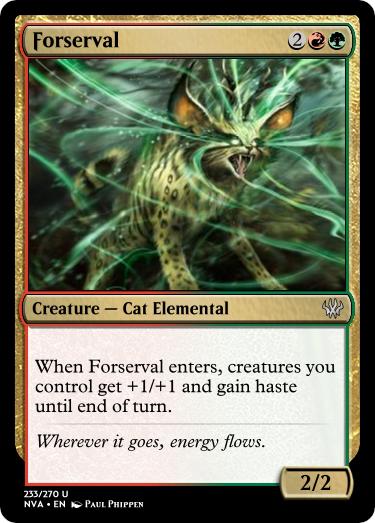 Forserval 2
Creature — Cat Elemental
When Forserval enters, creatures you
control get +1/+1 and gain haste
until end of turn.
Wherever it goes, energy flows.
2/2
233/270 U
NVA • EN Paul Phippen